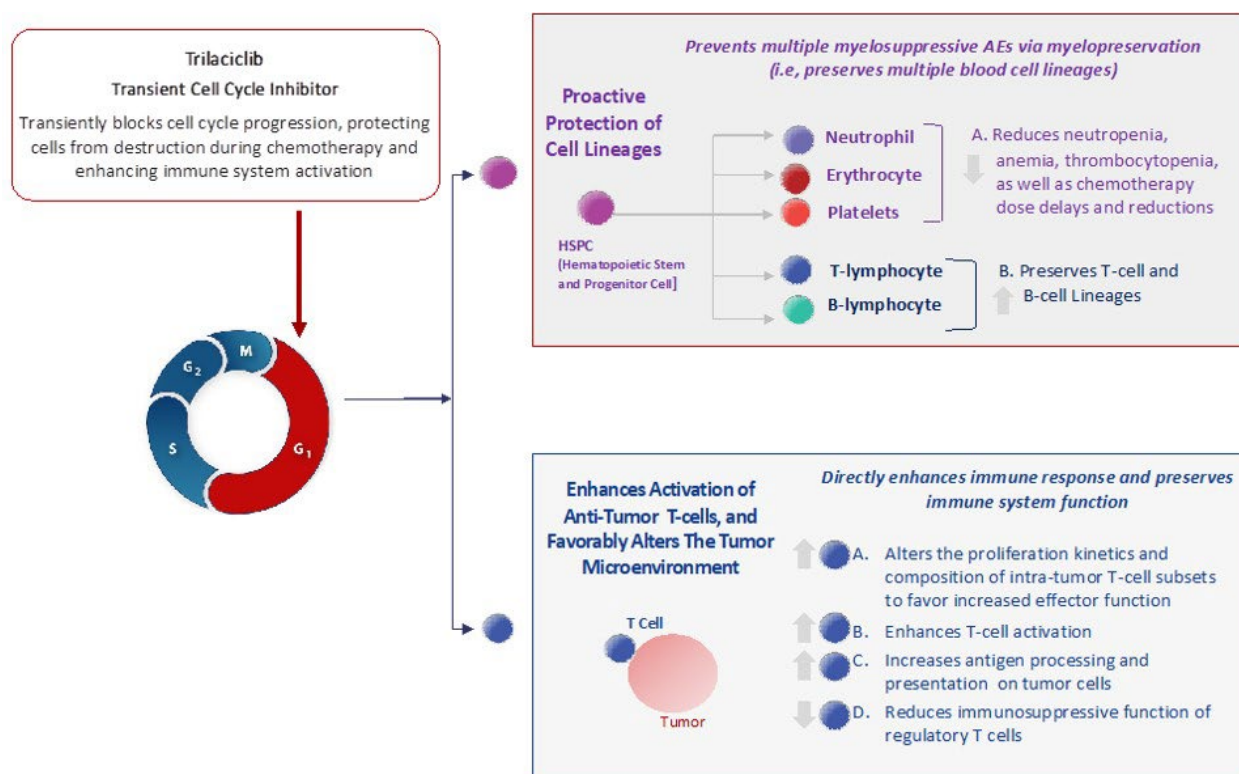 Trilaciclib
Transient Cell Cycle Inhibitor
Transiently blocks cell cycle progression, protecting
cells from destruction during chemotherapy and
enhancing immune system activation
M
G2
S
G1
Prevents multiple myelosuppressive AEs via myelopreservation
(i.e, preserves multiple blood cell lineages)
Proactive
Protection of
Cell Lineages
HSPC
(Hematopoietic Stem
and Progenitor Cell]
Neutrophil
Erythrocyte
Platelets
A. Reduces neutropenia,
anemia, thrombocytopenia,
as well as chemotherapy
dose delays and reductions
T-lymphocyte
B-lymphocyte
B. Preserves T-cell and
B-cell Lineages
Enhances Activation of
Anti-Tumor T-cells, and
Favorably Alters The Tumor
Microenvironment
T Cell
Tumor
Directly enhances immune response and preserves
immune system function
A. Alters the proliferation kinetics and
composition of intra-tumor T-cell subsets
to favor increased effector function
B. Enhances T-cell activation
C. Increases antigen processing and
presentation on tumor cells
D. Reduces immunosuppressive function of
regulatory T cells